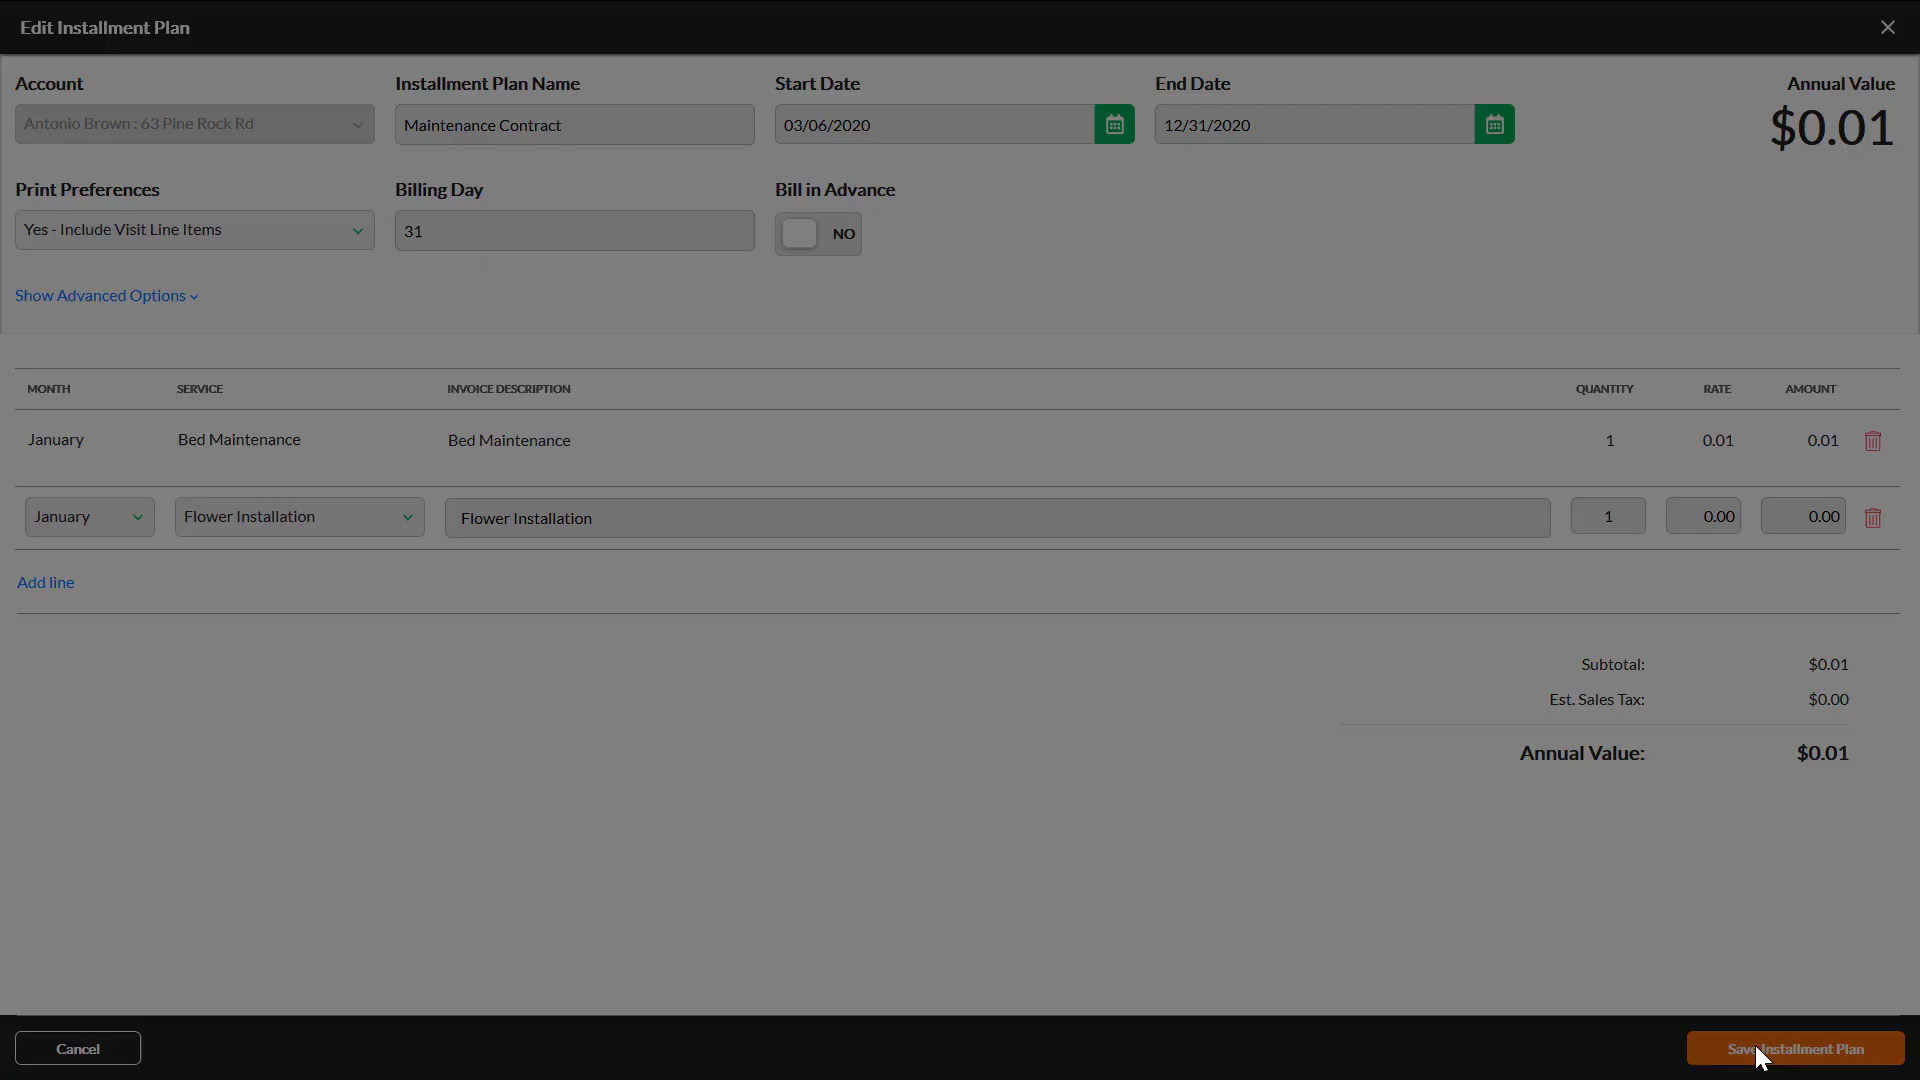 Edit Installment Plan
Account
Installment Plan Name
Start Date
End Date
Annual Value
Antonio Brown : 63 Pine Rock Rd
Maintenance Contract
03/06/2020
12/31/2020
$0.01
Print Preferences
Billing Day
Bill in Advance
Yes - Include Visit Line Items
31
NO
Show Advanced Options
MONTH SERVICE INVOICE DESCRIPTION QUANTITY RATE AMOUNT
January Bed Maintenance Bed Maintenance 1 0.01 0.01
January Flower Installation Flower Installation 1 0.00 0.00
Add line
Subtotal: $0.01
Est. Sales Tax: $0.00
Annual Value: $0.01
Cancel
Save Installment Plan